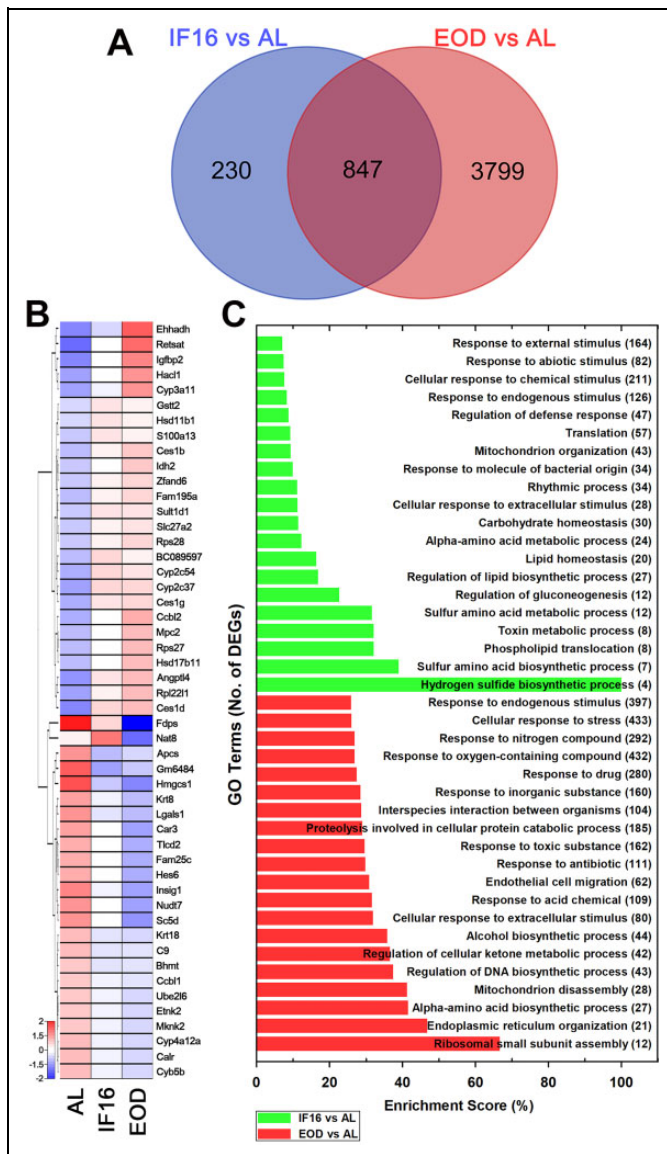 A
IF16 vs AL
EOD vs AL
230
847
3799
B
Ehhadh
Retsat
Igfbp2
Hacl1
Cyp3a11
Gstt2
Hsd11b1
S100a13
Ces1b
Idh2
Zfand6
Fam195a
Sult1d1
Slc27a2
Rps28
BC089597
Cyp2c54
Cyp2c37
Ces1g
Ccbl2
Mpc2
Rps27
Hsd17b11
Angptl4
Rpl22l1
Ces1d
Fdps
Nat8
Apcs
Gm6484
Hmgcs1
Krt8
Lgals1
Car3
Tlcd2
Fam25c
Hes6
Insig1
Nudt7
Sc5d
Krt18
C9
Bhmt
Ccbl1
Ube2l6
Etnk2
Mknk2
Cyp4a12a
Calr
Cyb5b
2
1.5
0
-1.5
-2
AL
IF16
EOD
C
GO Terms (No. of DEGs)
Response to external stimulus (164)
Response to abiotic stimulus (82)
Cellular response to chemical stimulus (211)
Response to endogenous stimulus (126)
Regulation of defense response (47)
Translation (57)
Mitochondrion organization (43)
Response to molecule of bacterial origin (34)
Rhythmic process (34)
Cellular response to extracellular stimulus (28)
Carbohydrate homeostasis (30)
Alpha-amino acid metabolic process (24)
Lipid homeostasis (20)
Regulation of lipid biosynthetic process (27)
Regulation of gluconeogenesis (12)
Sulfur amino acid metabolic process (12)
Toxin metabolic process (8)
Phospholipid translocation (8)
Sulfur amino acid biosynthetic process (7)
Hydrogen sulfide biosynthetic process (4)
Response to endogenous stimulus (397)
Cellular response to stress (433)
Response to nitrogen compound (292)
Response to oxygen-containing compound (432)
Response to drug (280)
Response to inorganic substance (160)
Interspecies interaction between organisms (104)
Proteolysis involved in cellular protein catabolic process (185)
Response to toxic substance (162)
Response to antibiotic (111)
Endothelial cell migration (62)
Response to acid chemical (109)
Cellular response to extracellular stimulus (80)
Alcohol biosynthetic process (44)
Regulation of cellular ketone metabolic process (42)
Regulation of DNA biosynthetic process (43)
Mitochondrion disassembly (28)
Alpha-amino acid biosynthetic process (27)
Endoplasmic reticulum organization (21)
Ribosomal small subunit assembly (12)
0 20 40 60 80 100
Enrichment Score (%)
IF16 vs AL
EOD vs AL